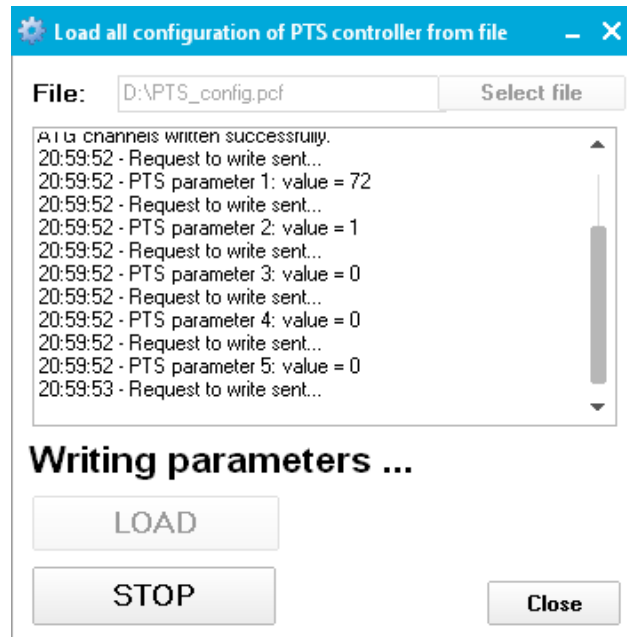 Load all configuration of PTS controller from file
File: D:\PTS_config.pcf Select file
ATG channels written successfully.
20:59:52 - Request to write sent...
20:59:52 - PTS parameter 1: value = 72
20:59:52 - Request to write sent...
20:59:52 - PTS parameter 2: value = 1
20:59:52 - Request to write sent...
20:59:52 - PTS parameter 3: value = 0
20:59:52 - Request to write sent...
20:59:52 - PTS parameter 4: value = 0
20:59:52 - Request to write sent...
20:59:52 - PTS parameter 5: value = 0
20:59:53 - Request to write sent...
Writing parameters ...
LOAD
STOP
Close